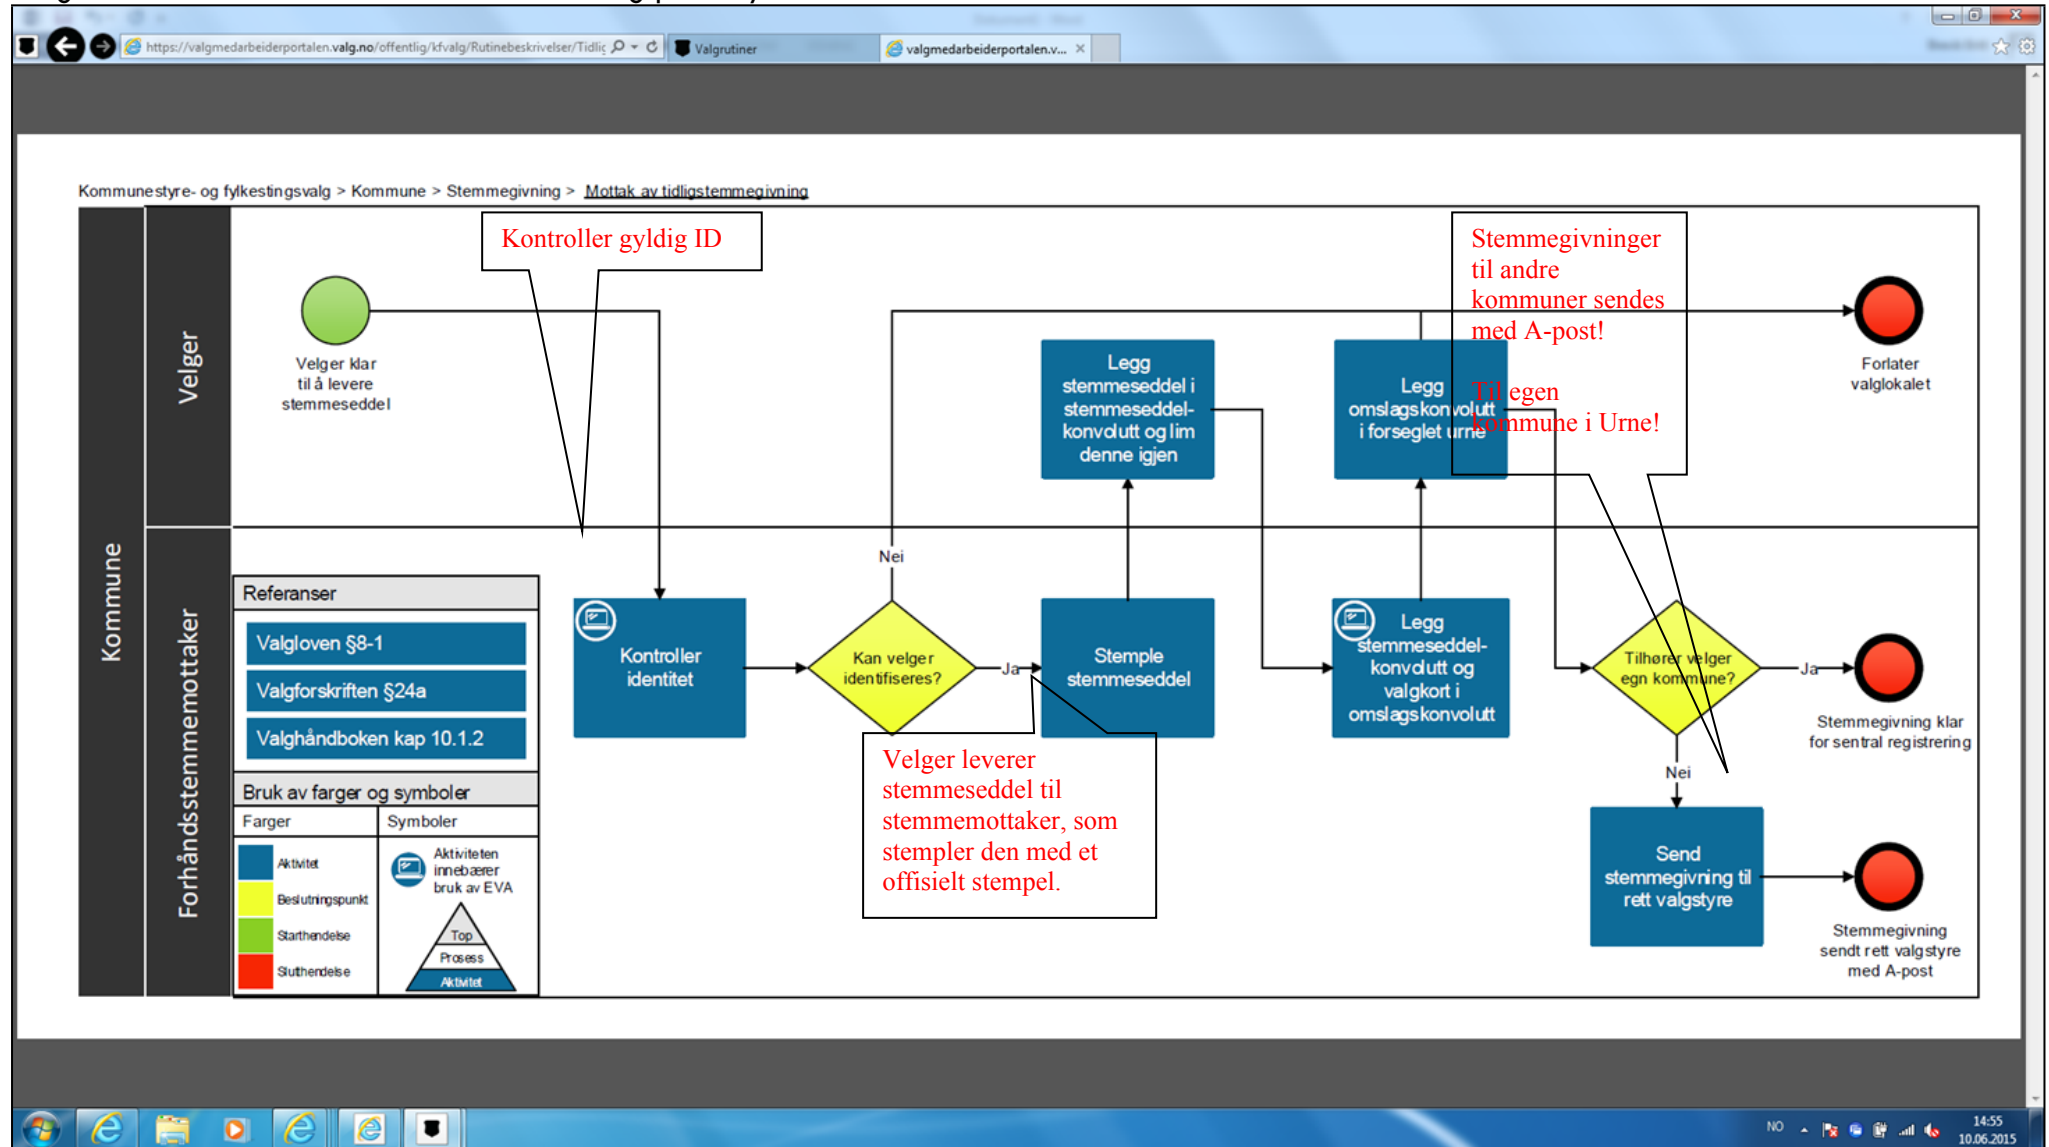 https://valgmedarbeiderportalen.valg.no/offentlig/kfvalg/Rutinebeskrivelser/Tidlig
Valgrutiner
valgmedarbeiderportalen.v...
Kommunestyre- og fylkestingsvalg > Kommune > Stemmegivning > Mottak av tidligstemmegivning
Kommune
Velger
Forhåndsstemmemottaker
Kontroller gyldig ID
Stemmegivninger
til andre
kommuner sendes
med A-post!
Til egen
kommune i Urne!
Velger klar
til å levere
stemmeseddel
Legg
stemmeseddel i
stemmeseddel-
konvolutt og lim
denne igjen
Legg
omslagskonvolutt
i forseglet urne
Forlater
valglokalet
Nei
Referanser
Valgloven §8-1
Valgforskriften §24a
Valghåndboken kap 10.1.2
Bruk av farger og symboler
Farger
Symboler
Aktivitet
Beslutningspunkt
Starthendelse
Sluthendelse
Aktiviteten
innebærer
bruk av EVA
Top
Prosess
Aktivitet
Kontroller
identitet
Kan velger
identifiseres?
Ja
Stemple
stemmeseddel
Legg
stemmeseddel-
konvolutt og
valgkort i
omslagskonvolutt
Tilhører velger
egn kommune?
Ja
Stemmegivning klar
for sentral registrering
Velger leverer
stemmeseddel til
stemmemottaker, som
stempler den med et
offisielt stempel.
Nei
Send
stemmegivning til
rett valgstyre
Stemmegivning
sendt rett valgstyre
med A-post
NO
14:55
10.06.2015